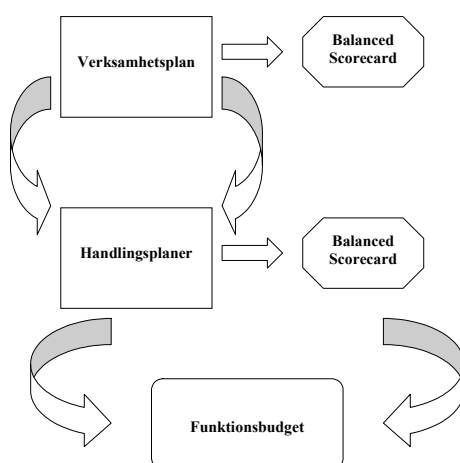 Verksamhetsplan
Balanced
Scorecard
Handlingsplaner
Balanced
Scorecard
Funktionsbudget